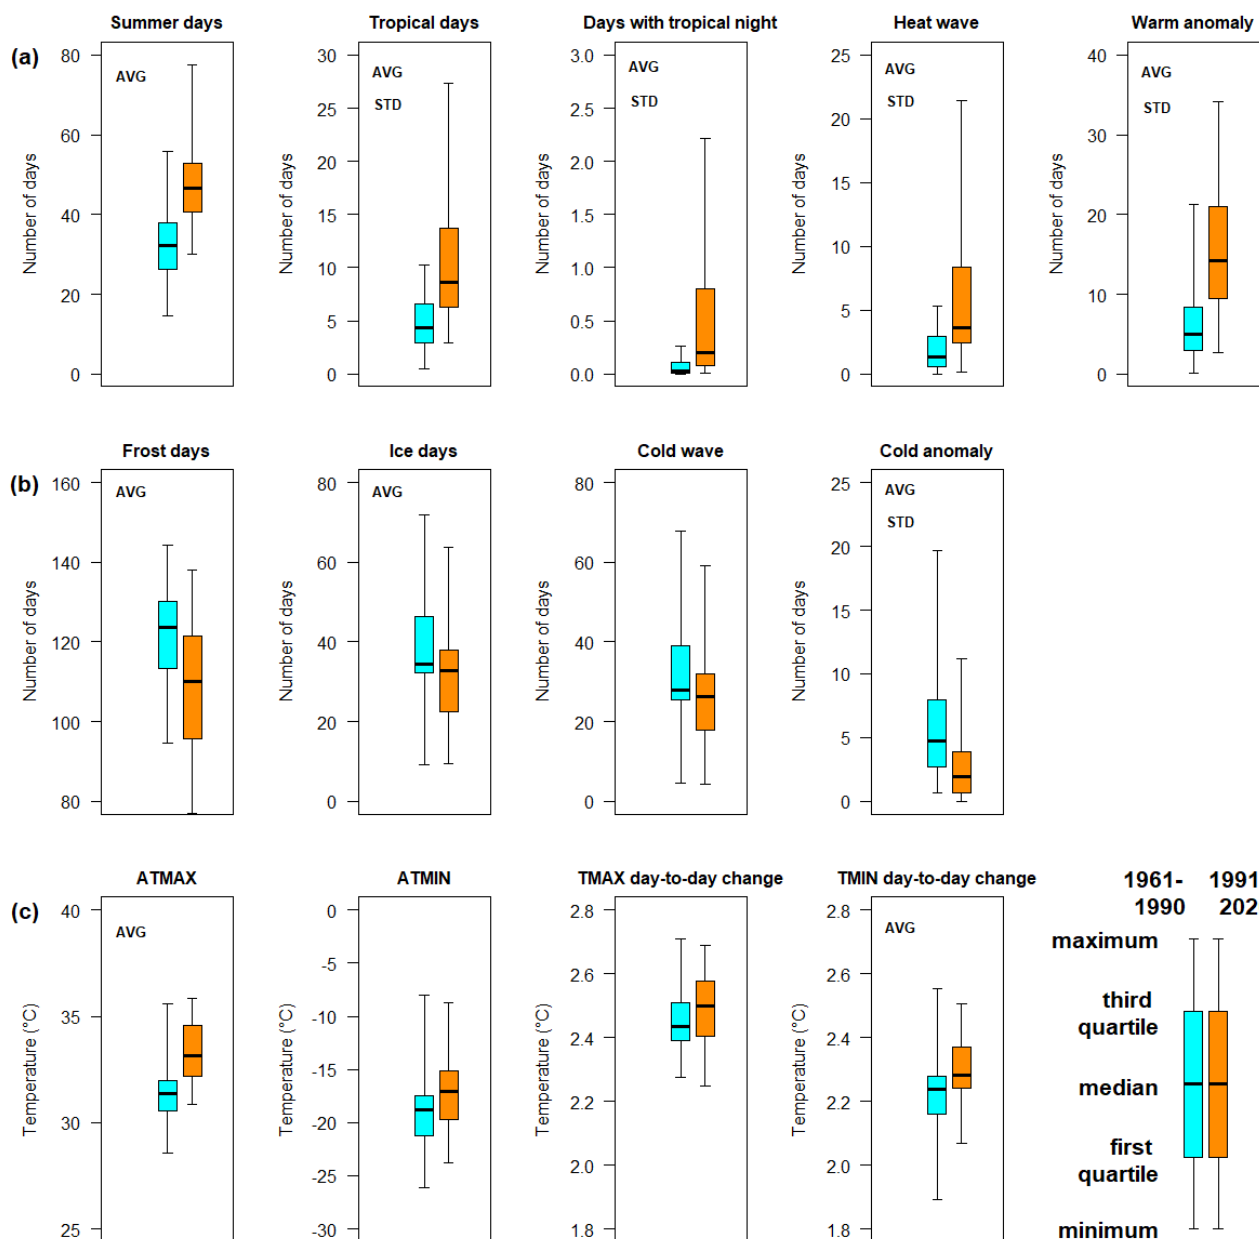 Summer days
Tropical days
Days with tropical night
Heat wave
Warm anomaly
(a)
Number of days
80
60
40
20
0
AVG
Number of days
30
25
20
15
10
5
0
AVG
STD
Number of days
3.0
2.5
2.0
1.5
1.0
0.5
0.0
AVG
STD
Number of days
25
20
15
10
5
0
AVG
STD
Number of days
40
30
20
10
0
AVG
STD
Frost days
Ice days
Cold wave
Cold anomaly
(b)
Number of days
160
140
120
100
80
AVG
Number of days
80
60
40
20
0
AVG
Number of days
80
60
40
20
0
Number of days
25
20
15
10
5
0
AVG
STD
ATMAX
ATMIN
TMAX day-to-day change
TMIN day-to-day change
(c)
Temperature (°C)
40
35
30
25
AVG
Temperature (°C)
0
-5
-10
-15
-20
-25
-30
Temperature (°C)
2.8
2.6
2.4
2.2
2.0
1.8
Temperature (°C)
2.8
2.6
2.4
2.2
2.0
1.8
AVG
1961- 1991
1990 202
maximum
third
quartile
median
first
quartile
minimum